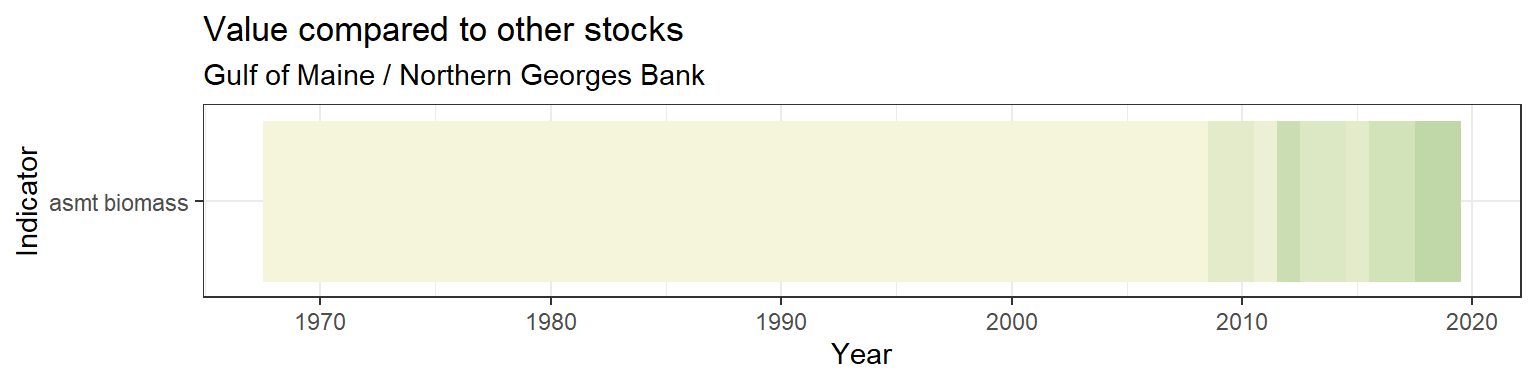 Value compared to other stocks
Gulf of Maine / Northern Georges Bank
Indicator
asmt biomass
1970 1980 1990 2000 2010 2020
Year